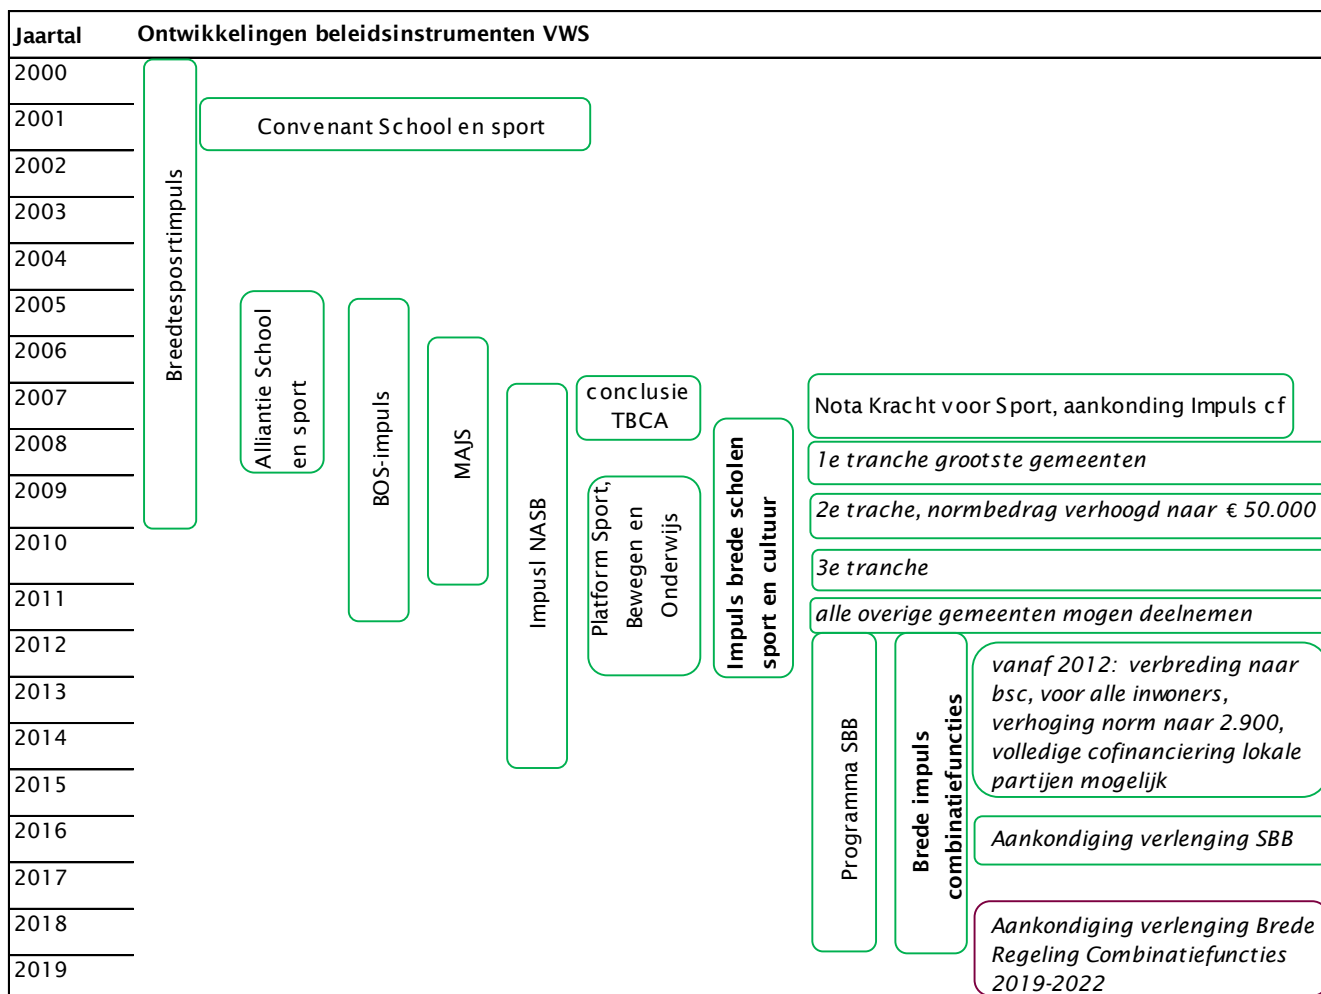 Jaartal
Ontwikkelingen beleidsinstrumenten VWS
2000
2001
2002
2003
2004
2005
2006
2007
2008
2009
2010
2011
2012
2013
2014
2015
2016
2017
2018
2019
Breedtesposrtimpuls
Convenant School en sport
Alliantie School
en sport
BOS-impuls
MAJS
Impusl NASB
conclusie
TBCA
Platform Sport,
Bewegen en
Onderwijs
Impuls brede scholen
sport en cultuur
Nota Kracht voor Sport, aankonding Impuls cf
1e tranche grootste gemeenten
2e trache, normbedrag verhoogd naar € 50.000
3e tranche
alle overige gemeenten mogen deelnemen
Programma SBB
Brede impuls
combinatiefuncties
vanaf 2012: verbreding naar
bsc, voor alle inwoners,
verhoging norm naar 2.900,
volledige cofinanciering lokale
partijen mogelijk
Aankondiging verlenging SBB
Aankondiging verlenging Brede
Regeling Combinatiefuncties
2019-2022